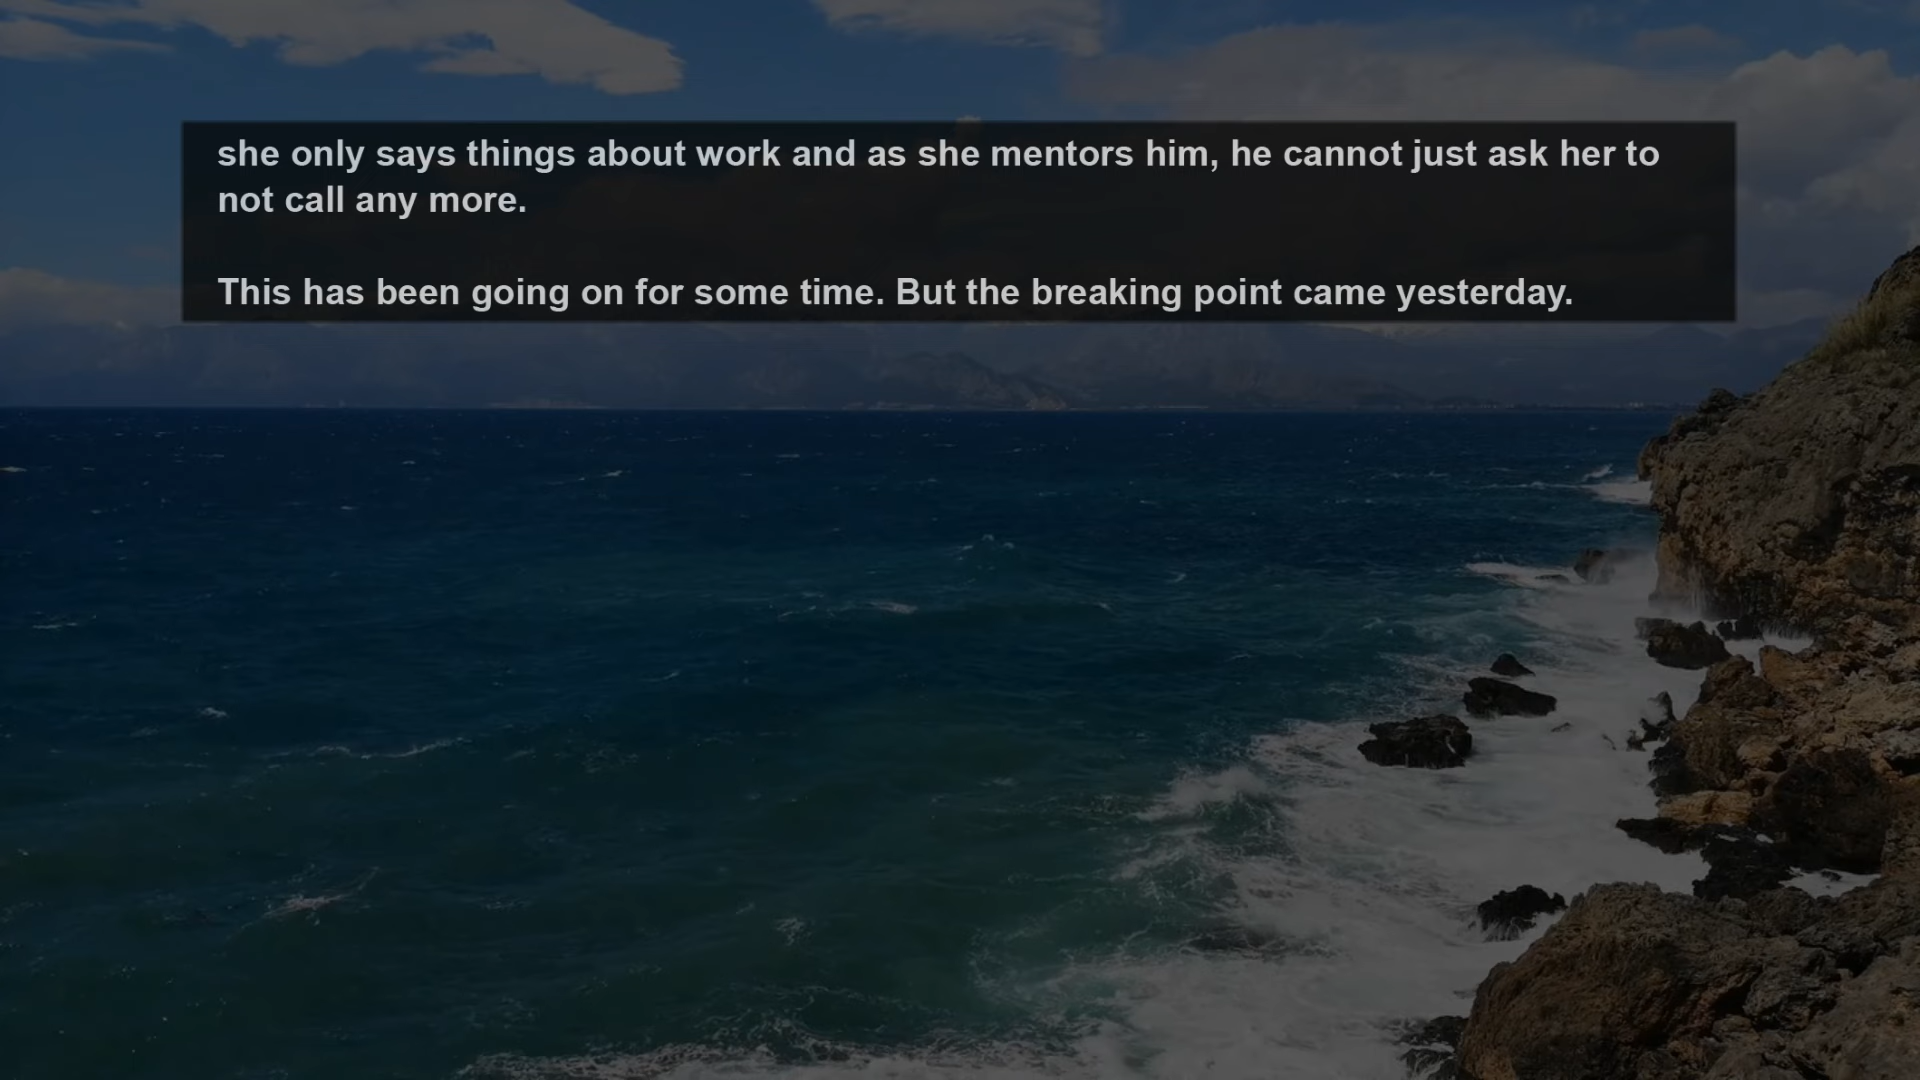 she only says things about work and as she mentors him, he cannot just ask her to
not call any more.
This has been going on for some time. But the breaking point came yesterday.